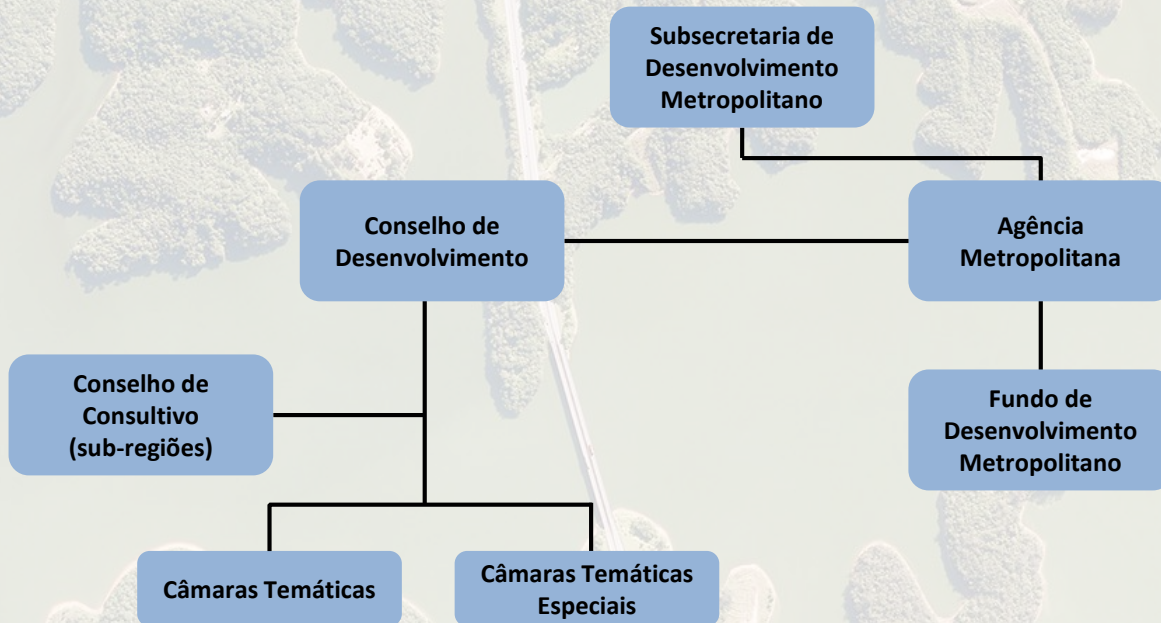 Subsecretaria de
Desenvolvimento
Metropolitano
Conselho de
Desenvolvimento
Agência
Metropolitana
Conselho de
Consultivo
(sub-regiões)
Fundo de
Desenvolvimento
Metropolitano
Câmaras Temáticas
Câmaras Temáticas
Especiais